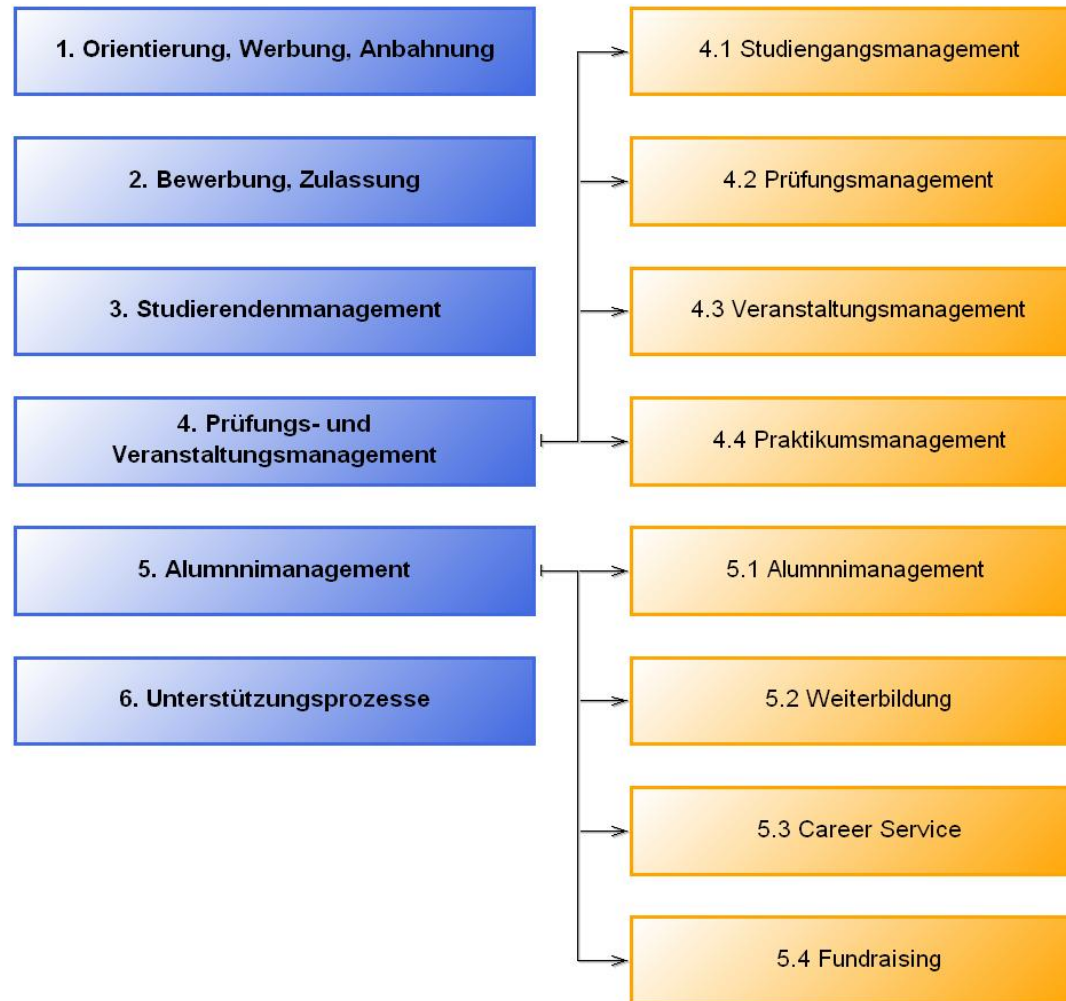 1. Orientierung, Werbung, Anbahnung
2. Bewerbung, Zulassung
3. Studierendenmanagement
4. Prüfungs- und
Veranstaltungsmanagement
5. Alumnnimanagement
6. Unterstützungsprozesse
4.1 Studiengangsmanagement
4.2 Prüfungsmanagement
4.3 Veranstaltungsmanagement
4.4 Praktikumsmanagement
5.1 Alumnnimanagement
5.2 Weiterbildung
5.3 Career Service
5.4 Fundraising